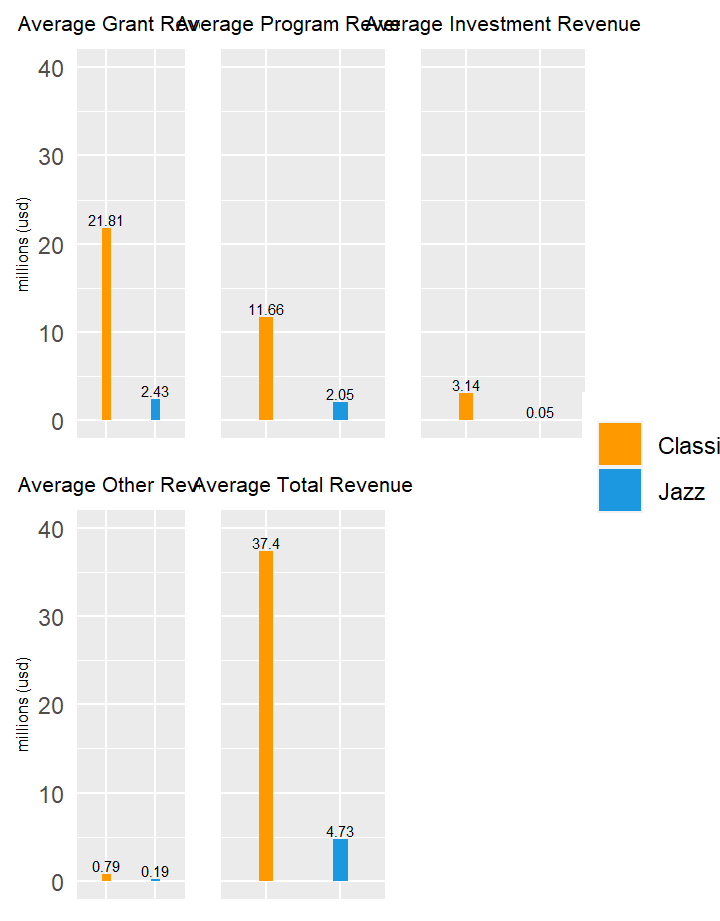 Average Grant Rev
Average Program Reve
Average Investment Revenue
40
30
20
10
0
millions (usd)
21.81
2.43
11.66
2.05
3.14
0.05
Classi
Jazz
Average Other Rev
Average Total Revenue
40
30
20
10
0
millions (usd)
0.79
0.19
37.4
4.73